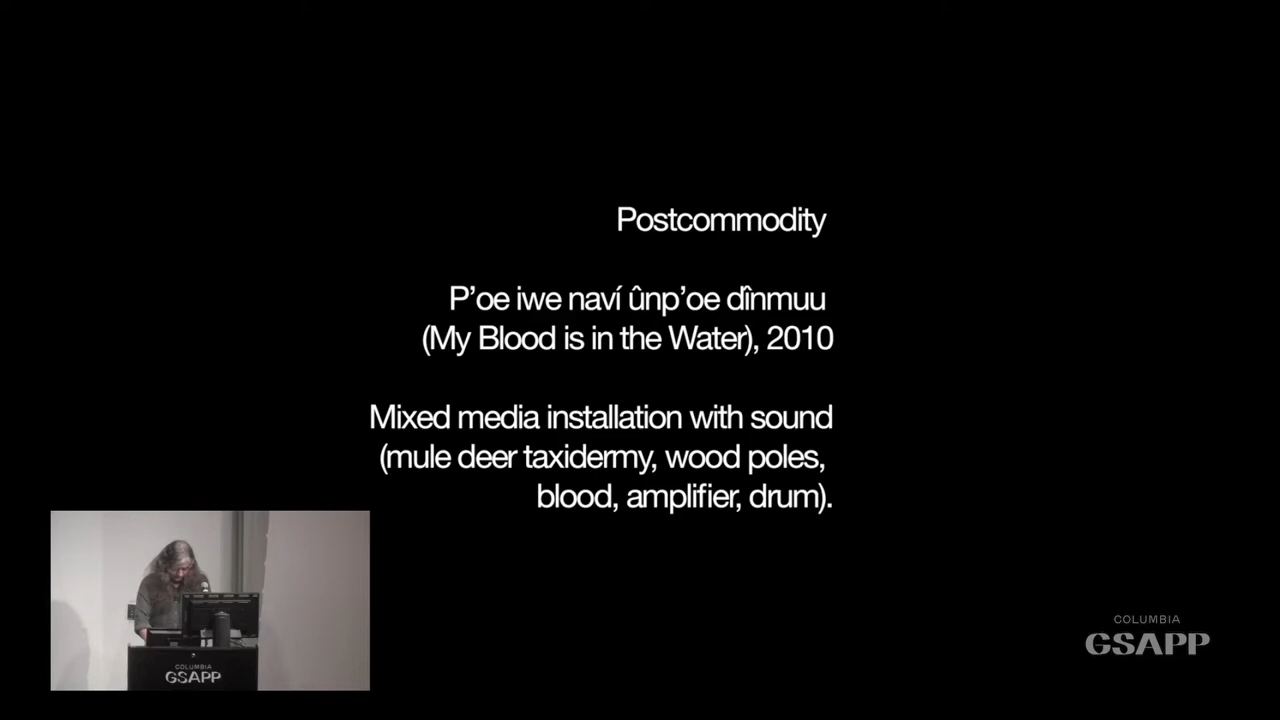 Postcommodity
P’oe iwe naví ûnp’oe dînmuu
(My Blood is in the Water), 2010
Mixed media installation with sound
(mule deer taxidermy, wood poles,
blood, amplifier, drum).
COLUMBIA
GSAPP
COLUMBIA
GSAPP